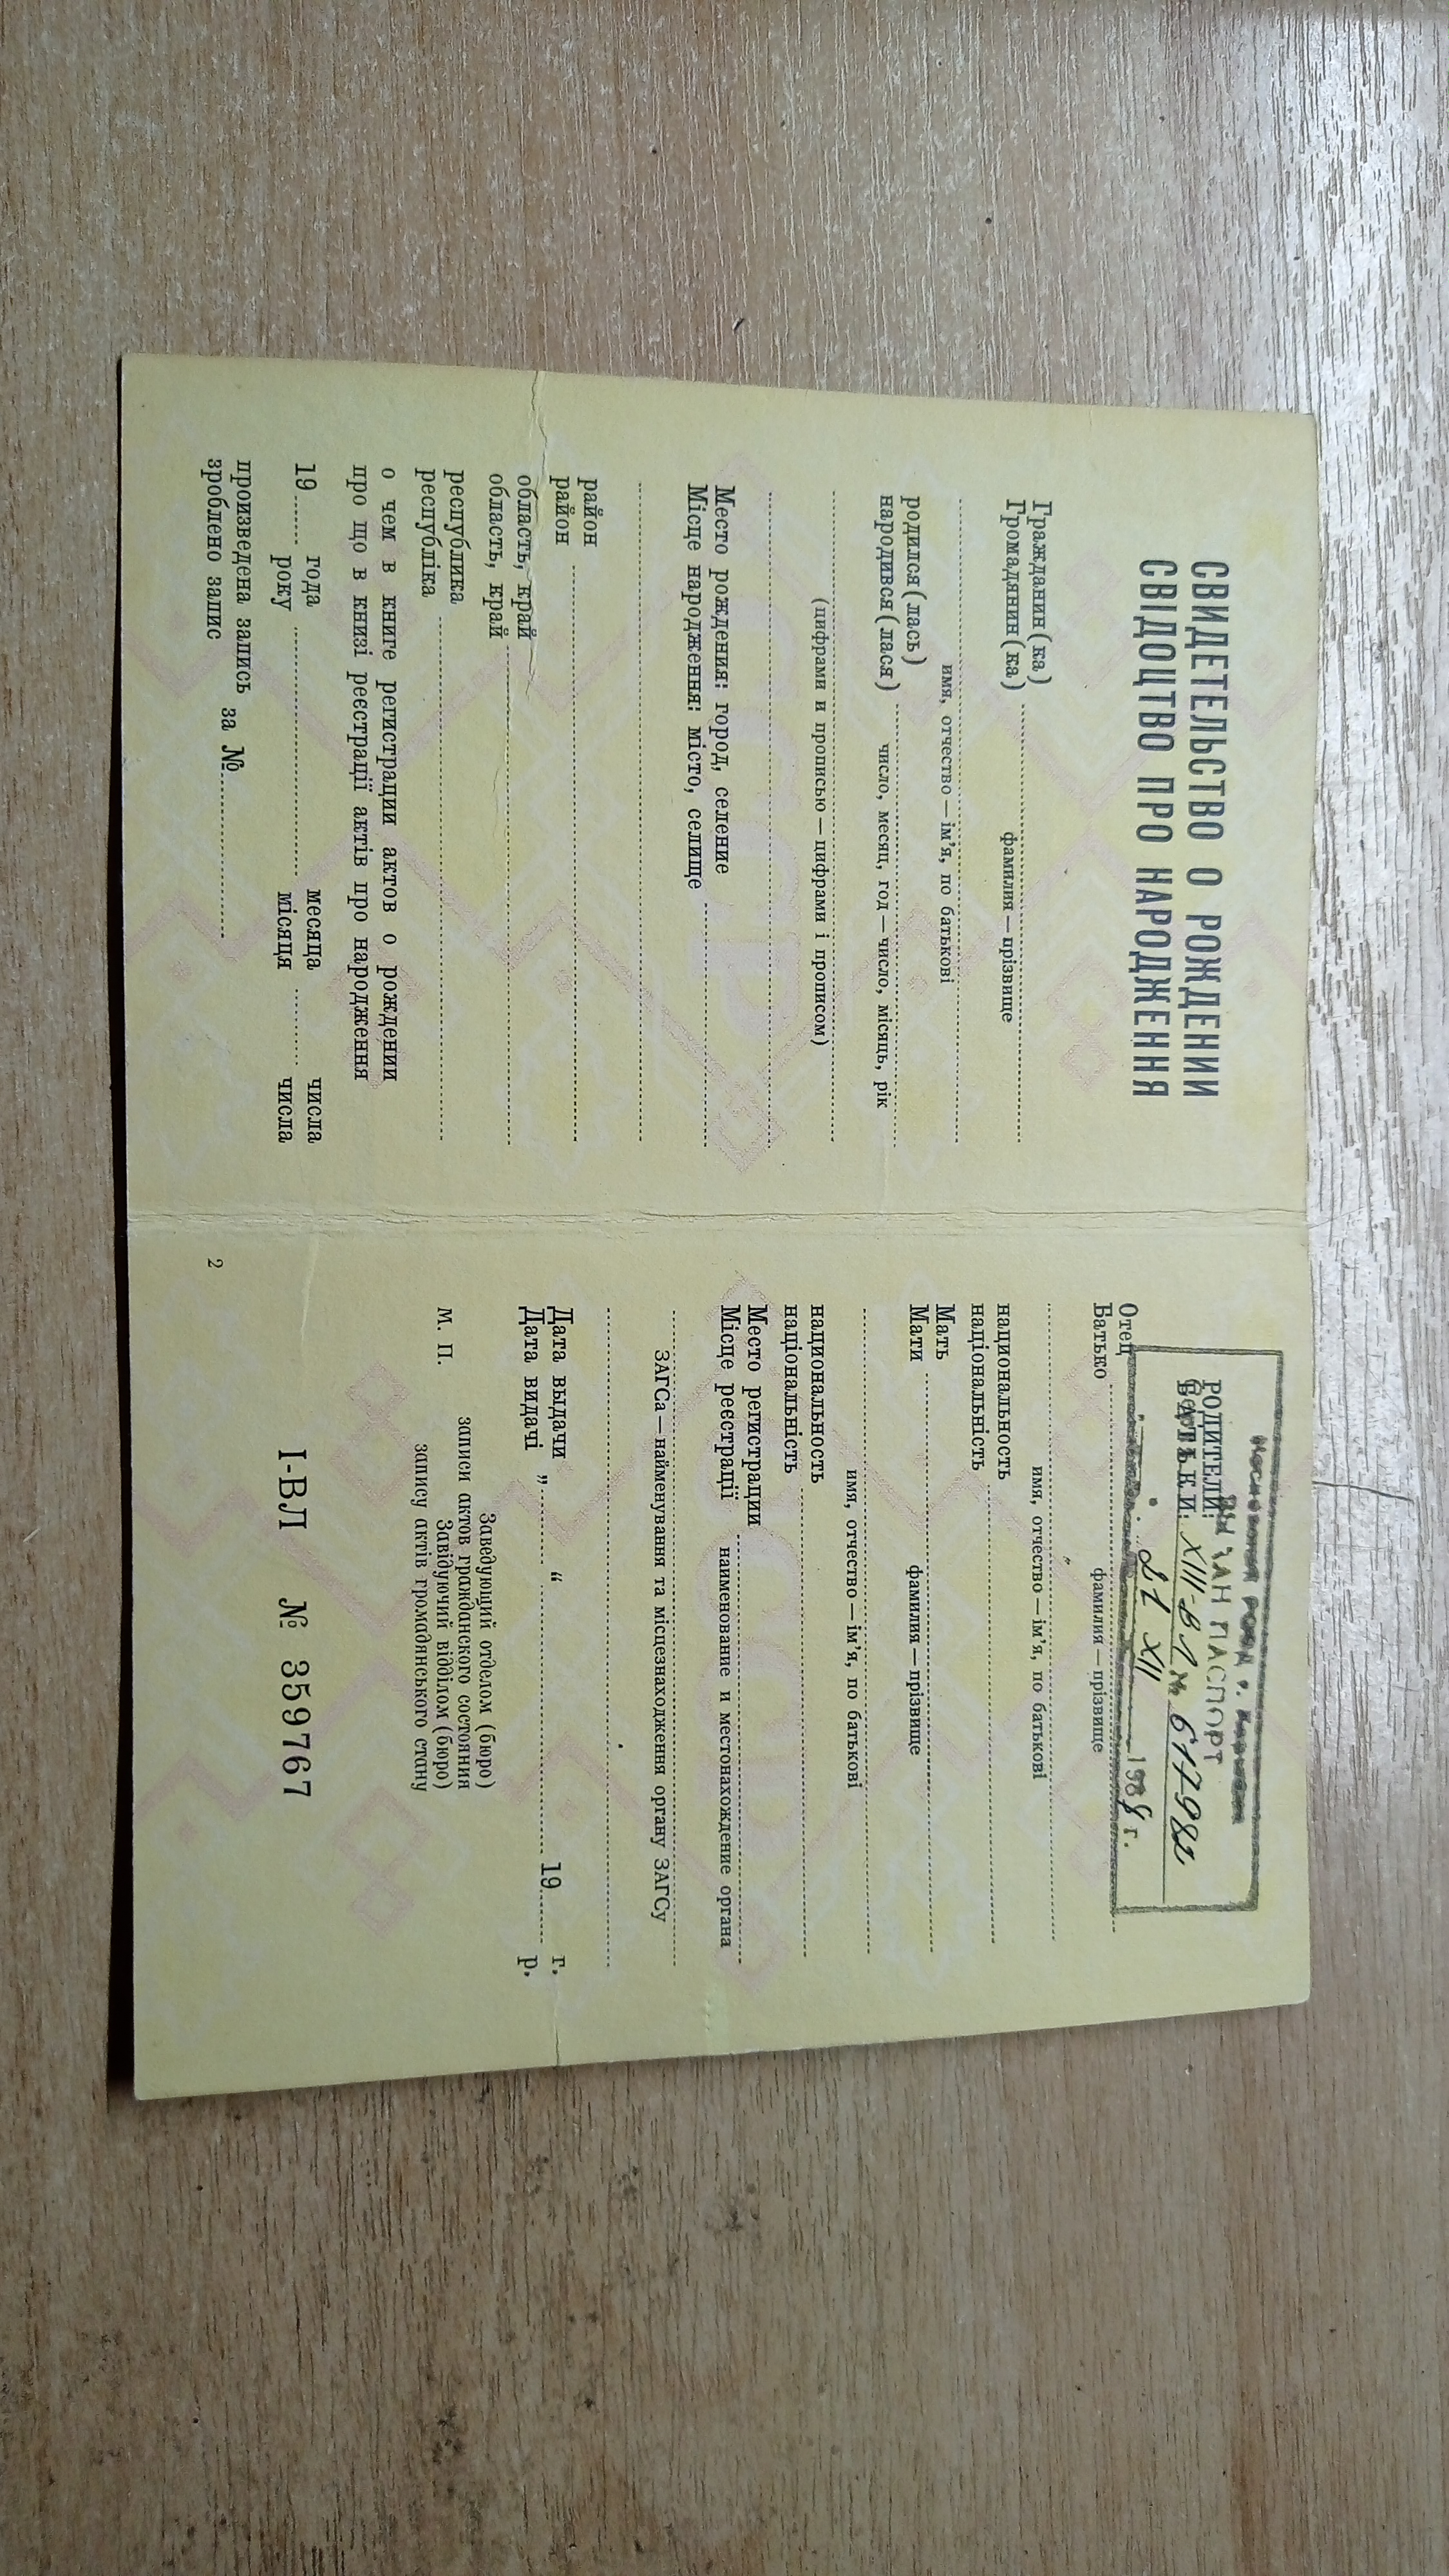 СВИДЕТЕЛЬСТВО О РОЖДЕНИИ
СВІДОЦТВО ПРО НАРОДЖЕННЯ
Гражданин(ка)
Громадянин(ка)
фамилия — прізвище
имя, отчество — ім'я, по батькові
родился(лась)
народився(лася)
число, месяц, год — число, місяць, рік
(цифрами и прописью — цифрами і прописом)
Место рождения: город, селение
Місце народження: місто, селище
район
район
область, край
область, край
республика
республіка
о чем в книге регистрации актов о рождении
про що в книзі реєстрації актів про народження
19 года месяца числа
року місяця числа
произведена запись
зроблено запис за №
РОДИТЕЛИ:
БАТЬКИ:
ПАСПОРТ
XIII-ВЛ № 617982
21 XII 1988 г.
Отец
Батько
фамилия — прізвище
имя, отчество — ім'я, по батькові
национальность
національність
Мать
Мати
фамилия — прізвище
имя, отчество — ім'я, по батькові
национальность
національність
Место регистрации
Місце реєстрації
наименование и местонахождение органа
ЗАГСа — найменування та місцезнаходження органу ЗАГСу
Дата выдачи „ “ 19 г.
Дата видачі р.
Заведующий отделом (бюро)
записи актов гражданского состояния
Завідуючий відділом (бюро)
запису актів громадянського стану
М. П.
I-ВЛ № 359767
2